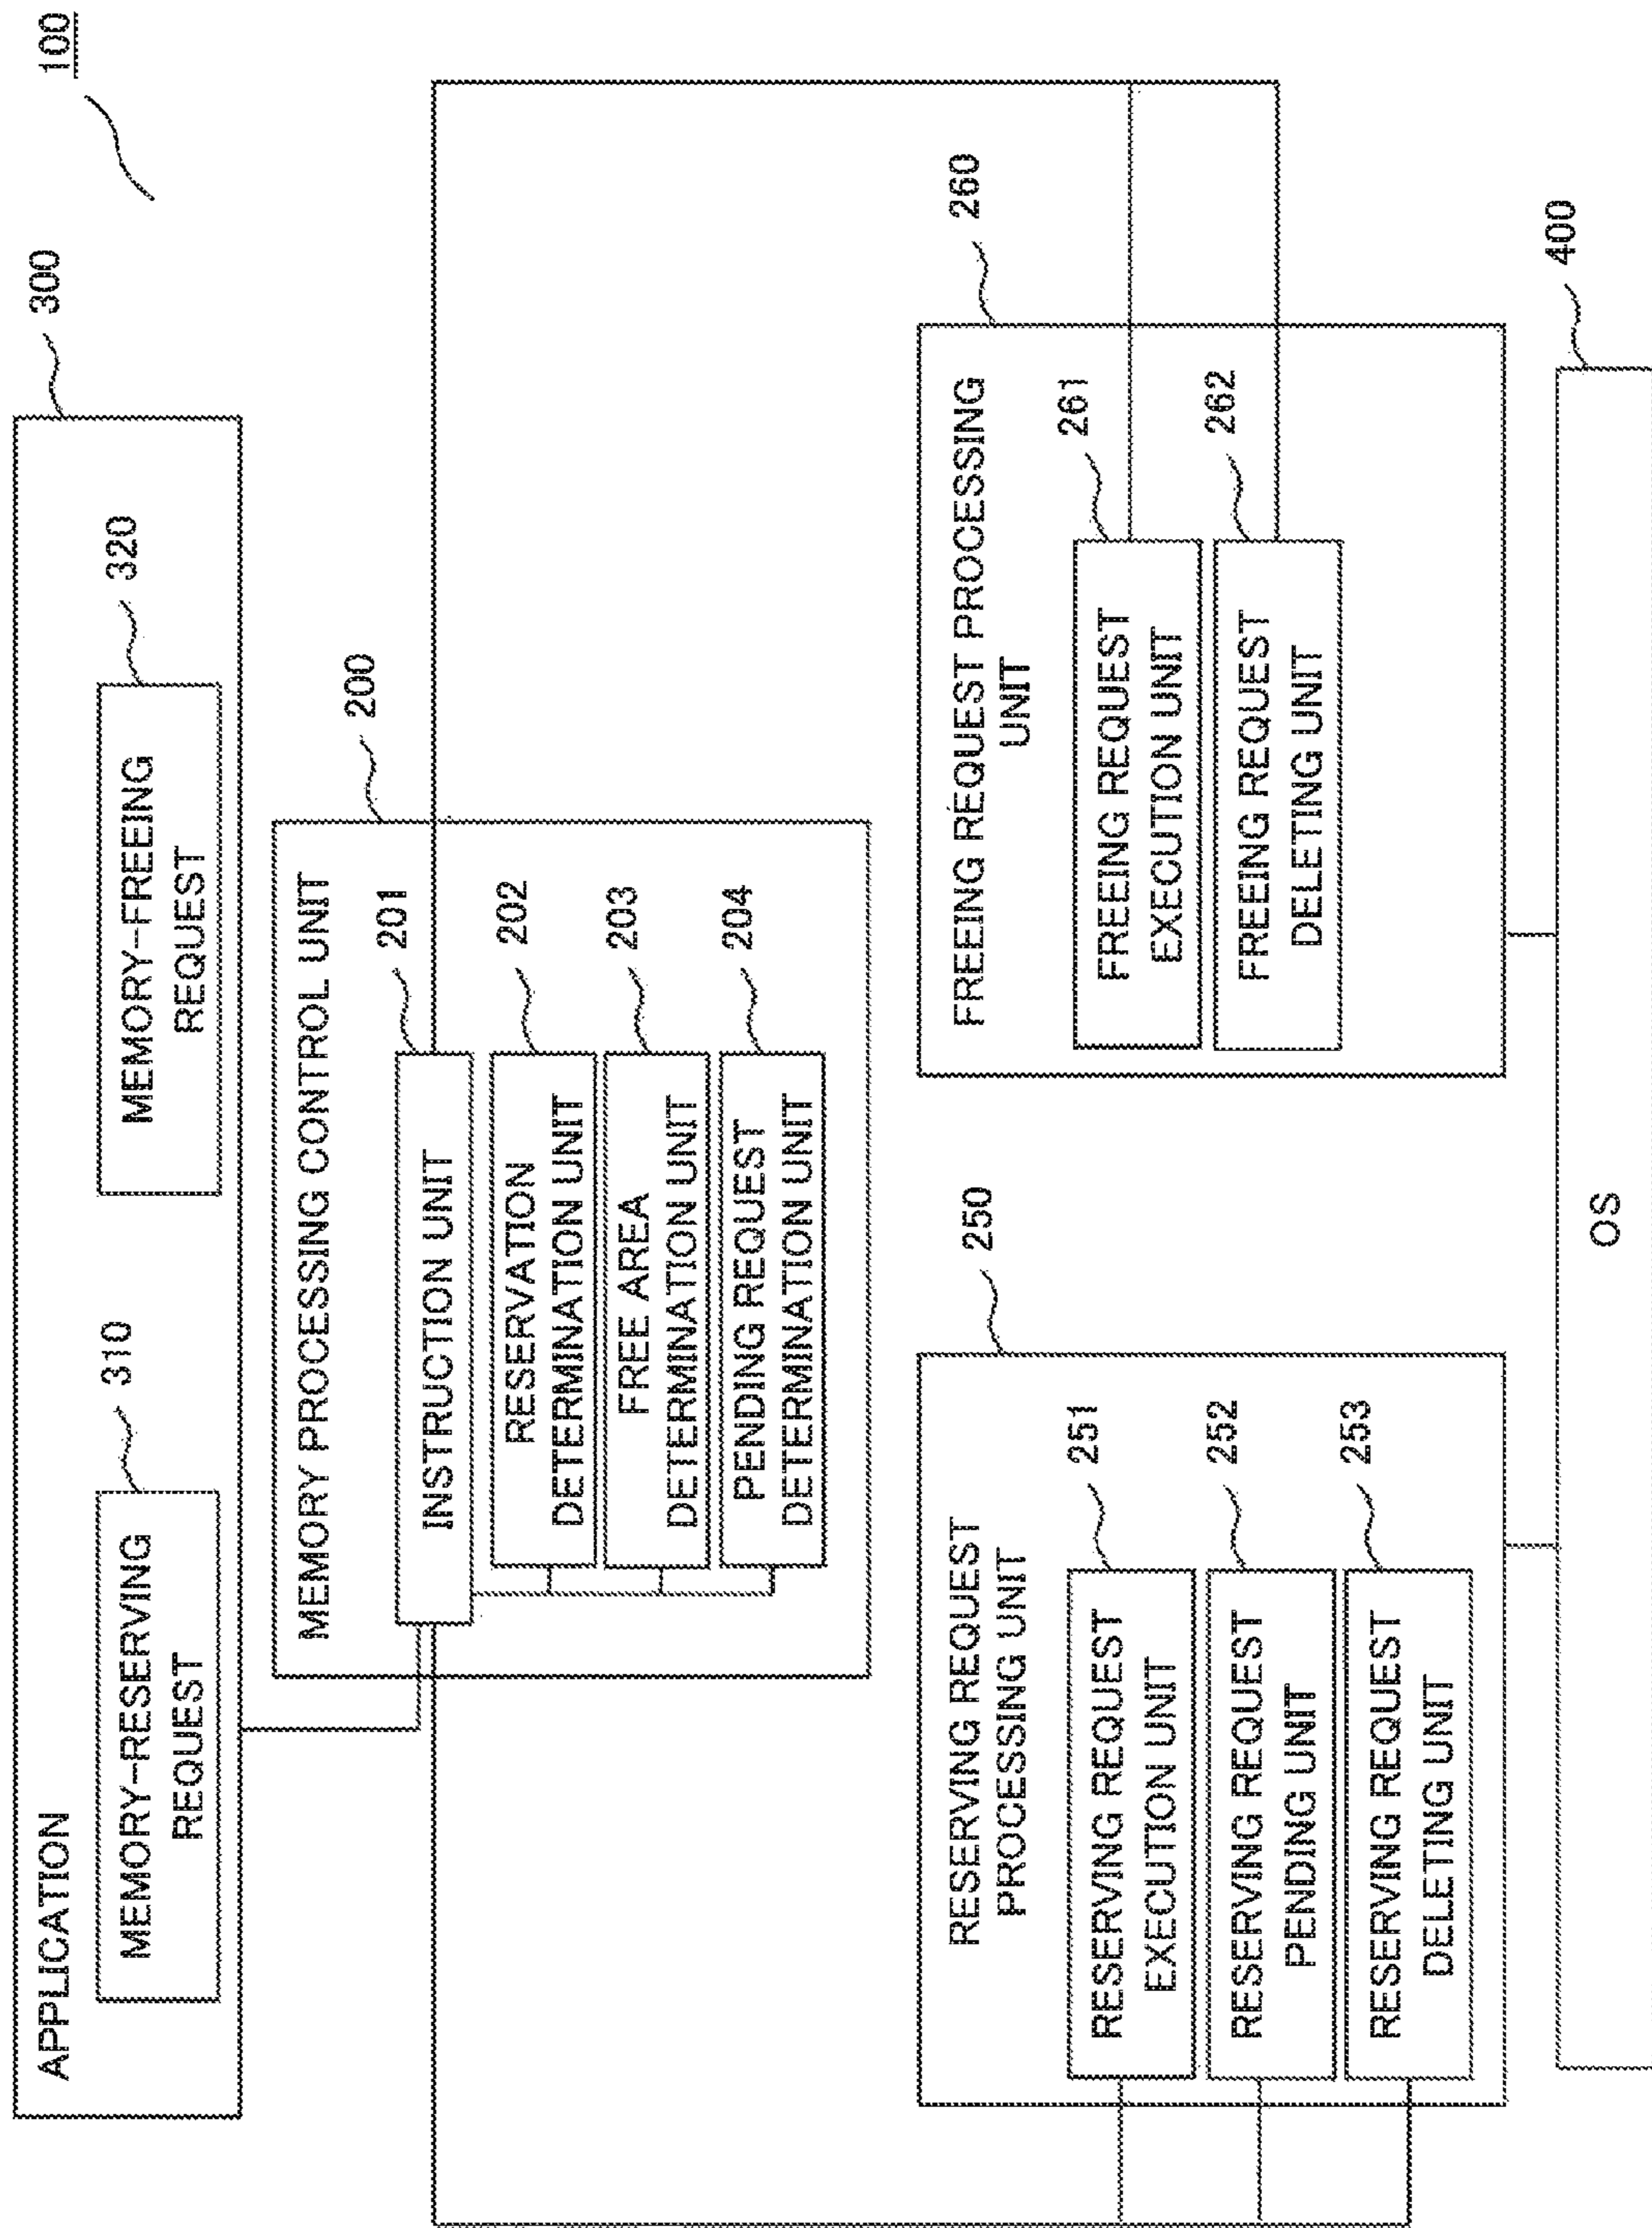 100
300
APPLICATION
310
MEMORY-RESERVING
REQUEST
320
MEMORY-FREEING
REQUEST
200
MEMORY PROCESSING CONTROL UNIT
201
INSTRUCTION UNIT
202
RESERVATION
DETERMINATION UNIT
203
FREE AREA
DETERMINATION UNIT
204
PENDING REQUEST
DETERMINATION UNIT
250
RESERVING REQUEST
PROCESSING UNIT
251
RESERVING REQUEST
EXECUTION UNIT
252
RESERVING REQUEST
PENDING UNIT
253
RESERVING REQUEST
DELETING UNIT
260
FREEING REQUEST PROCESSING
UNIT
261
FREEING REQUEST
EXECUTION UNIT
262
FREEING REQUEST
DELETING UNIT
400
OS